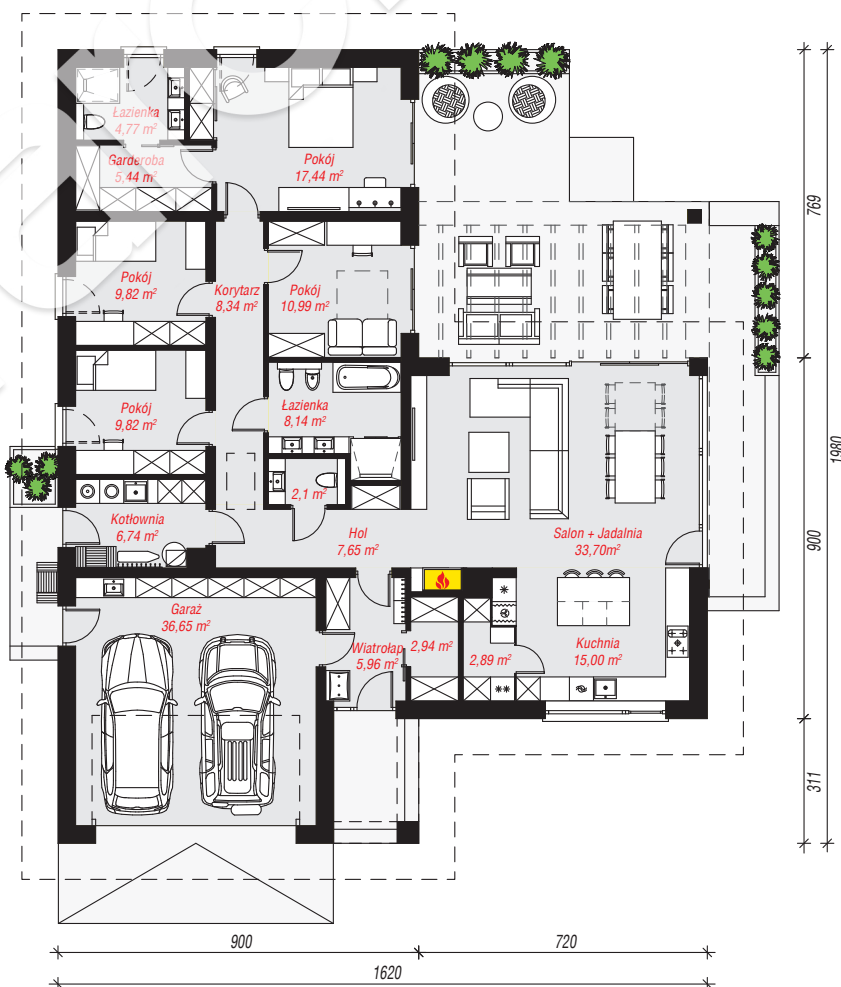 Łazienka
4,77 m²
Garderoba
5,44 m²
Pokój
17,44 m²
Pokój
9,82 m²
Korytarz
8,34 m²
Pokój
10,99 m²
Pokój
9,82 m²
Łazienka
8,14 m²
2,1 m²
Kotłownia
6,74 m²
Hol
7,65 m²
Salon + Jadalnia
33,70m²
Garaż
36,65 m²
Wiatrołap
5,96 m²
2,94 m²
2,89 m²
Kuchnia
15,00 m²
769
900
1980
311
900
720
1620